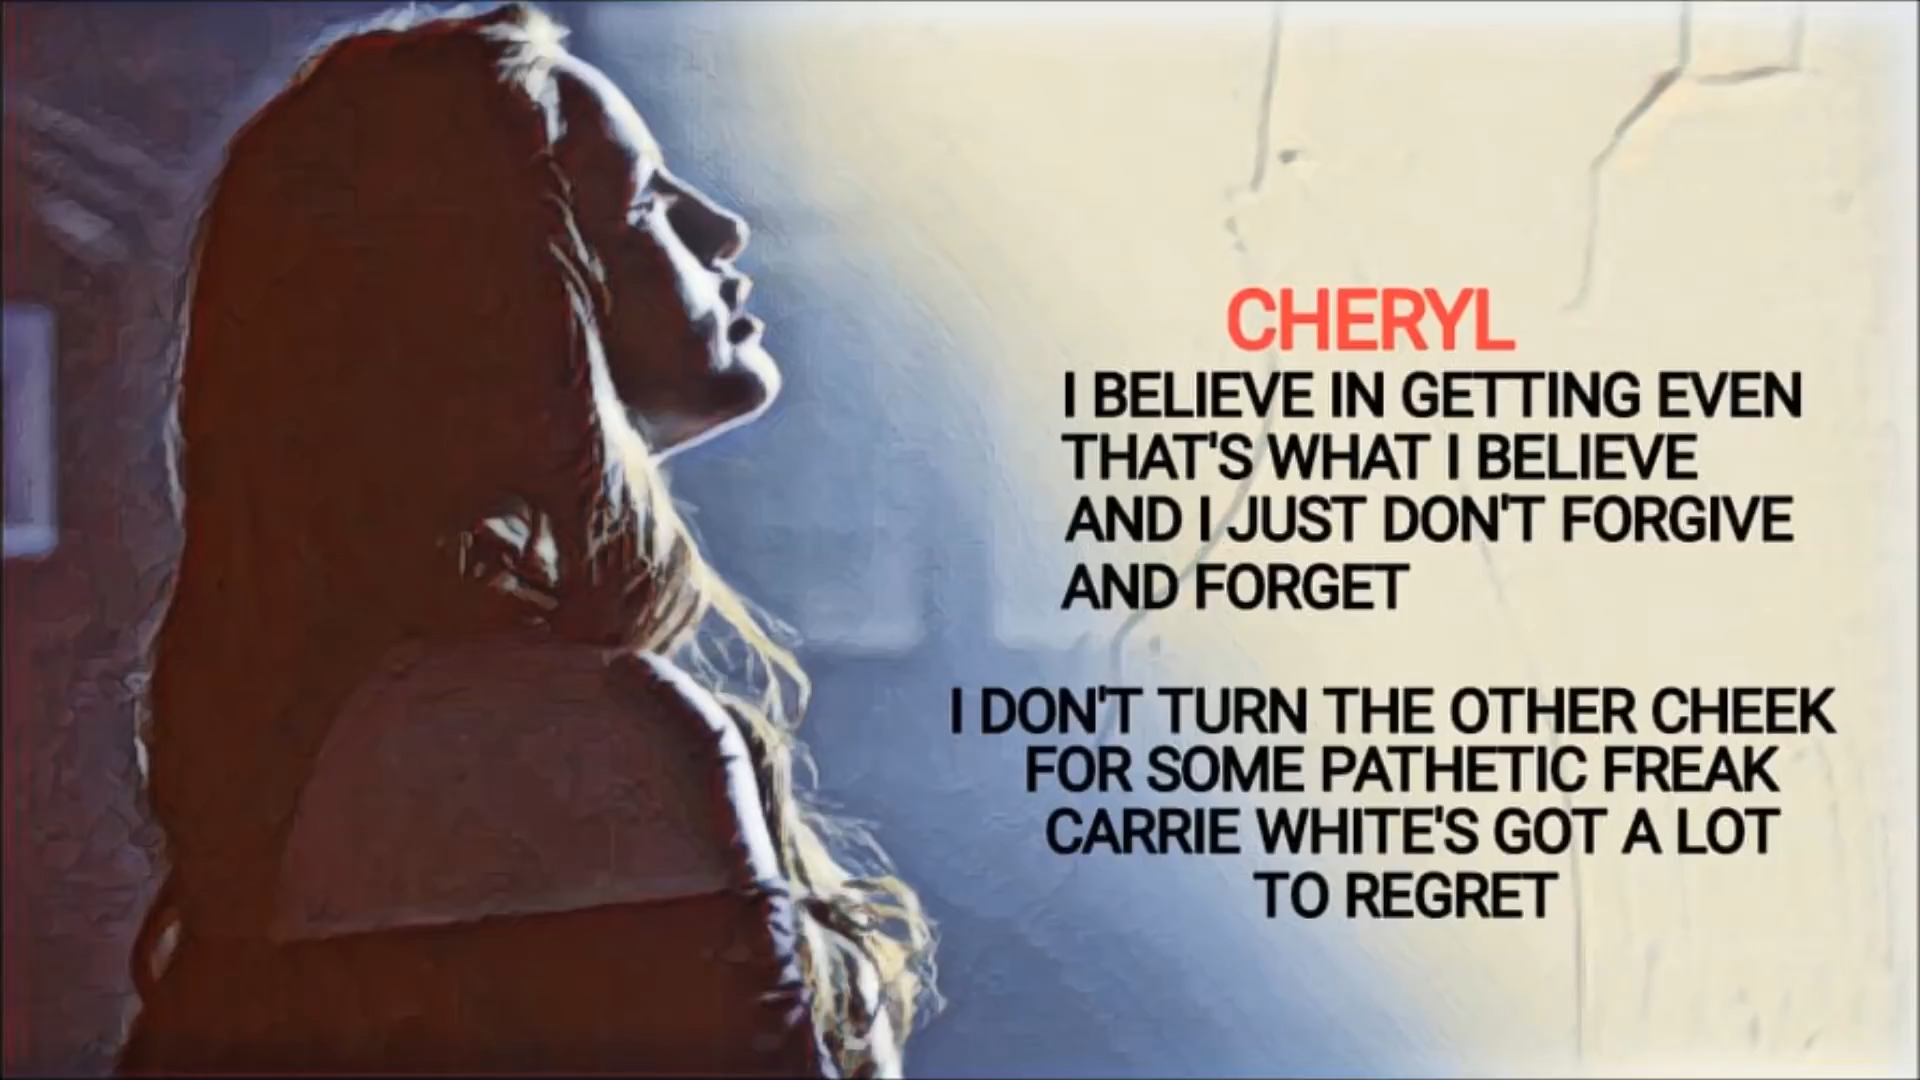 CHERYL
I BELIEVE IN GETTING EVEN
THAT'S WHAT I BELIEVE
AND I JUST DON'T FORGIVE
AND FORGET
I DON'T TURN THE OTHER CHEEK
FOR SOME PATHETIC FREAK
CARRIE WHITE'S GOT A LOT
TO REGRET